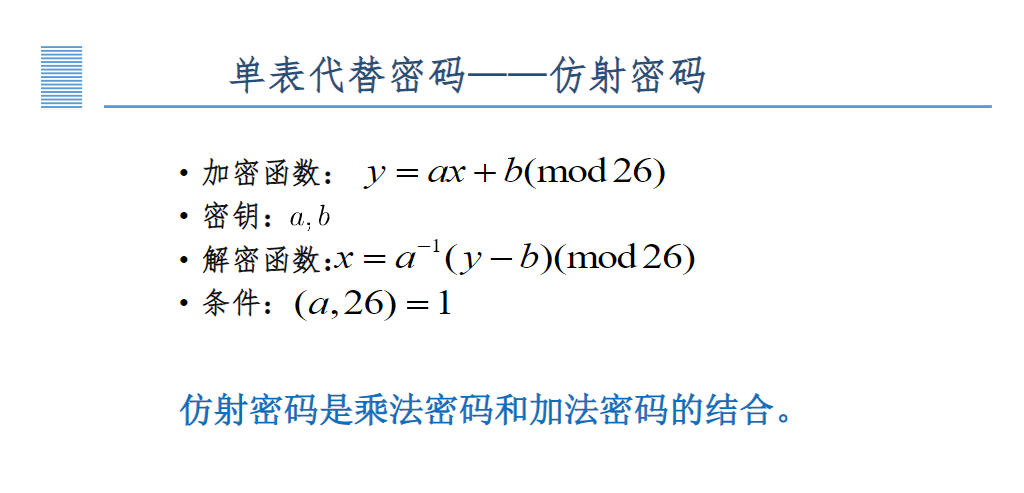 单表代替密码——仿射密码
• 加密函数： y = ax + b(mod 26)
• 密钥：a, b
• 解密函数：x = a⁻¹(y − b)(mod 26)
• 条件：(a, 26) = 1
仿射密码是乘法密码和加法密码的结合。